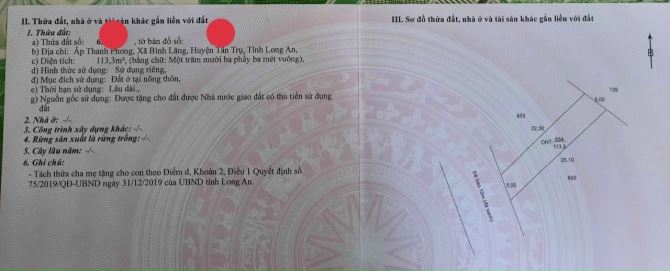 II. Thửa đất, nhà ở và tài sản khác gắn liền với đất
1. Thửa đất:
a) Thửa đất số: , tờ bản đồ số:
b) Địa chỉ: Ấp Thanh Phong, Xã Bình Lãng, Huyện Tân Trụ, Tỉnh Long An,
c) Diện tích: 113,3m², (bằng chữ: Một trăm mười ba phẩy ba mét vuông),
d) Hình thức sử dụng: Sử dụng riêng,
đ) Mục đích sử dụng: Đất ở tại nông thôn,
e) Thời hạn sử dụng: Lâu dài.,
g) Nguồn gốc sử dụng: Được tặng cho đất được Nhà nước giao đất có thu tiền sử dụng
đất
2. Nhà ở: -/-.
3. Công trình xây dựng khác: -/-.
4. Rừng sản xuất là rừng trồng: -/-.
5. Cây lâu năm: -/-.
6. Ghi chú:
- Tách thửa cha mẹ tặng cho con theo Điểm d, Khoản 2, Điều 1 Quyết định số
75/2019/QĐ-UBND ngày 31/12/2019 của UBND tỉnh Long An.
III. Sơ đồ thửa đất, nhà ở và tài sản khác gắn liền với đất
B
139
5,00
653
22,30
ONT
654
113,3
25,10
655
5,00